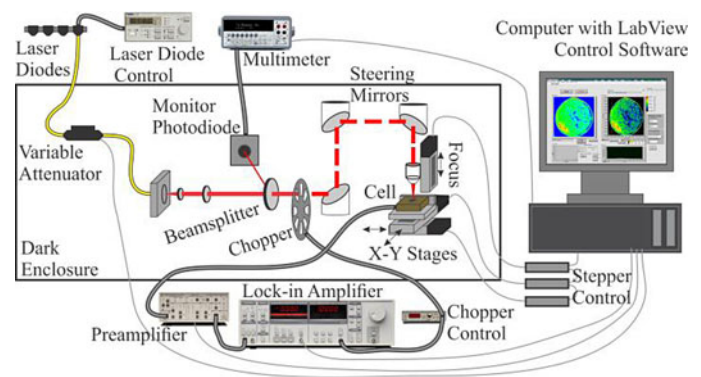 Laser
Diodes
Laser Diode
Control
Multimeter
Computer with LabView
Control Software
Steering
Mirrors
Monitor
Photodiode
Variable
Attenuator
Focus
Cell
Beamsplitter
Chopper
X-Y Stages
Dark
Enclosure
Stepper
Control
Lock-in Amplifier
Preamplifier
Chopper
Control